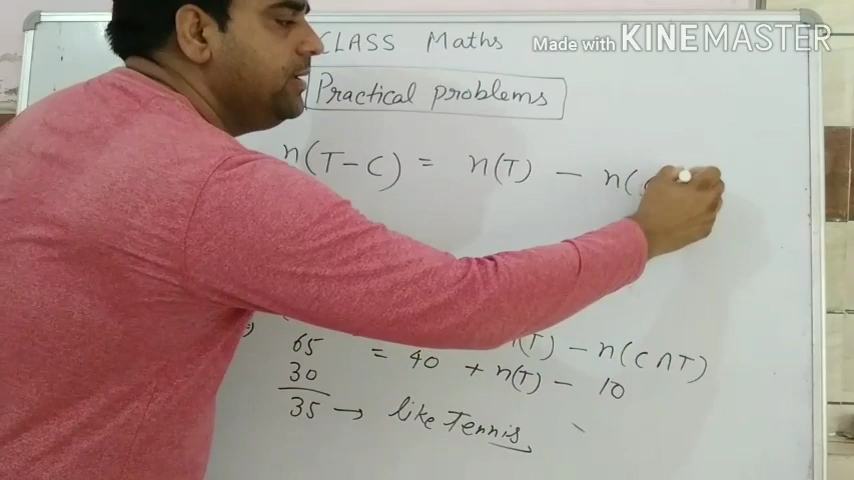 CLASS Maths
Made with KINEMASTER
Practical problems
n(T-C) = n(T) - n(
n(T) - n(C∩T)
65 = 40 + n(T) - 10
30
35 → like Tennis